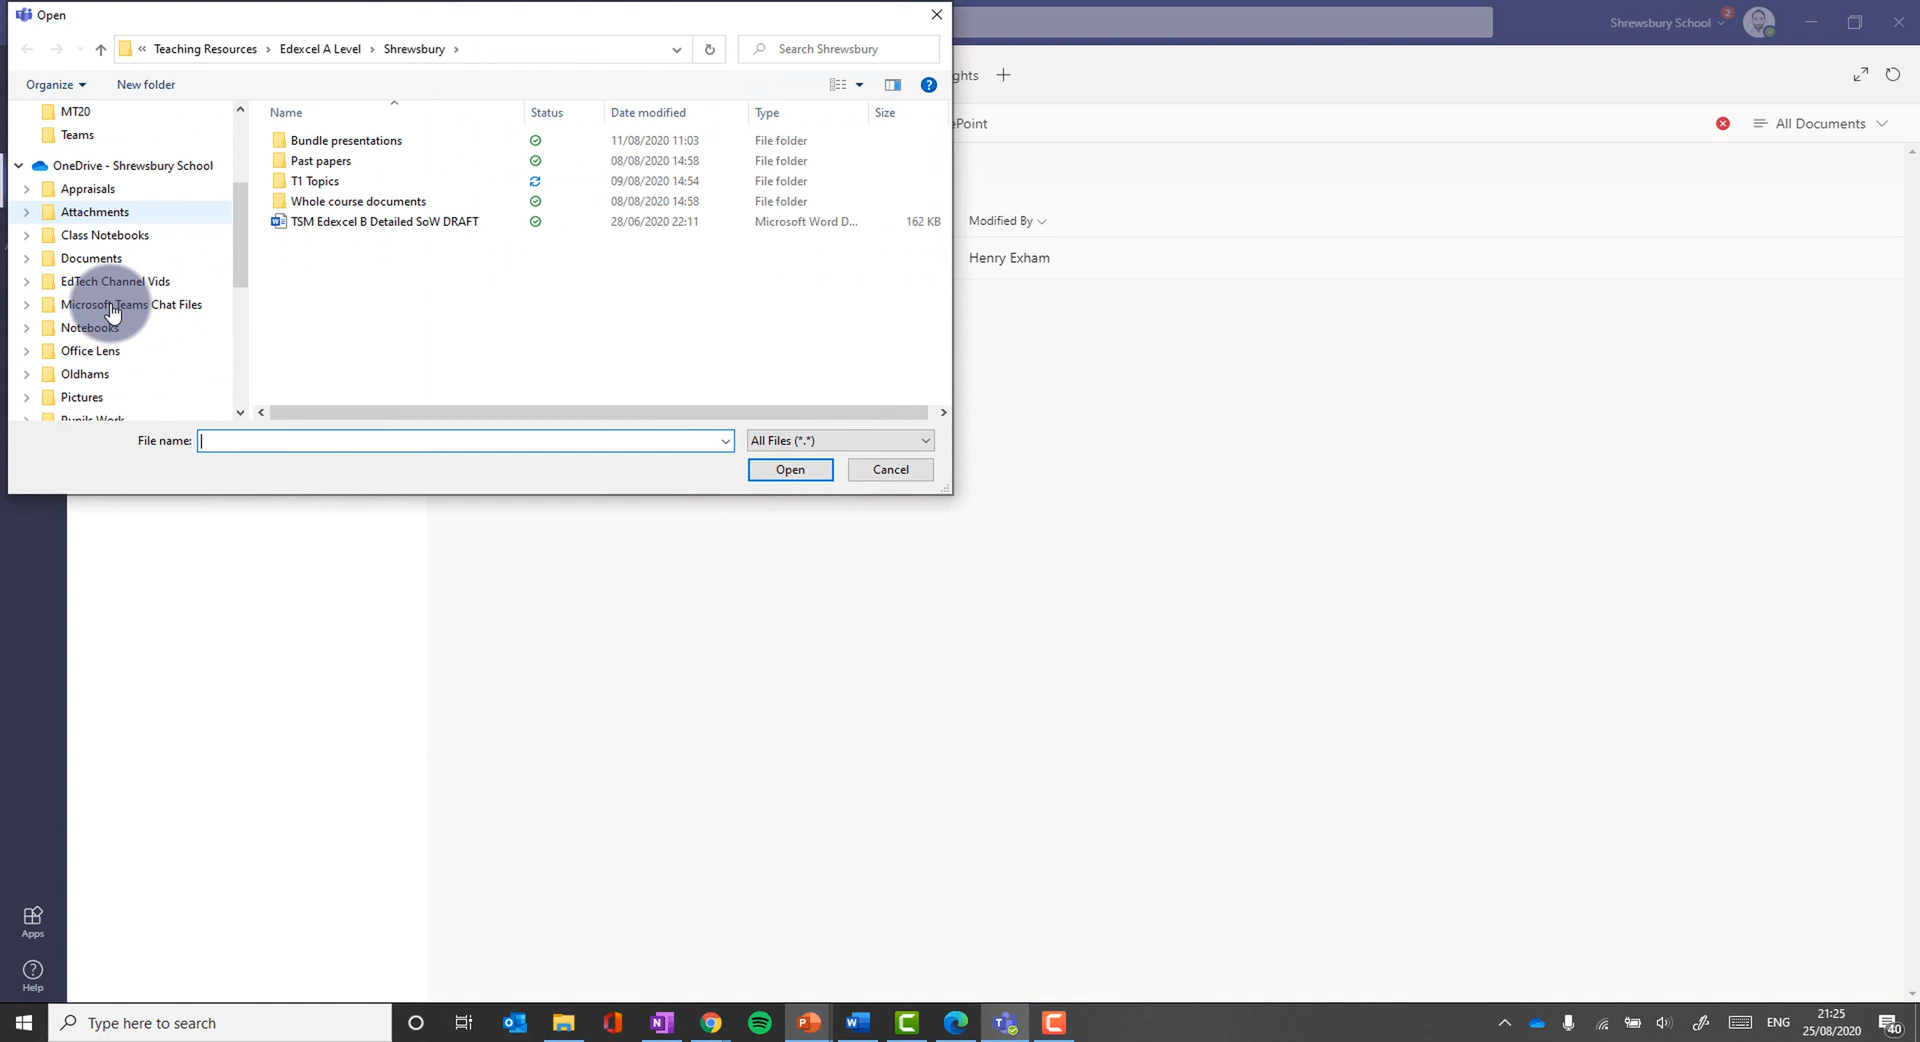 Open
Shrewsbury School
2
« Teaching Resources > Edexcel A Level > Shrewsbury >
Search Shrewsbury
ghts
Organize
New folder
MT20
Teams
OneDrive - Shrewsbury School
Appraisals
Attachments
Class Notebooks
Documents
EdTech Channel Vids
Microsoft Teams Chat Files
Notebooks
Office Lens
Oldhams
Pictures
Pupils Work
Name Status Date modified Type Size
Bundle presentations 11/08/2020 11:03 File folder
Past papers 08/08/2020 14:58 File folder
T1 Topics 09/08/2020 14:54 File folder
Whole course documents 08/08/2020 14:58 File folder
TSM Edexcel B Detailed SoW DRAFT 28/06/2020 22:11 Microsoft Word D... 162 KB
ePoint
All Documents
Modified By
Henry Exham
File name:
All Files (*.*)
Open
Cancel
Apps
Help
Type here to search
ENG
21:25
25/08/2020
40